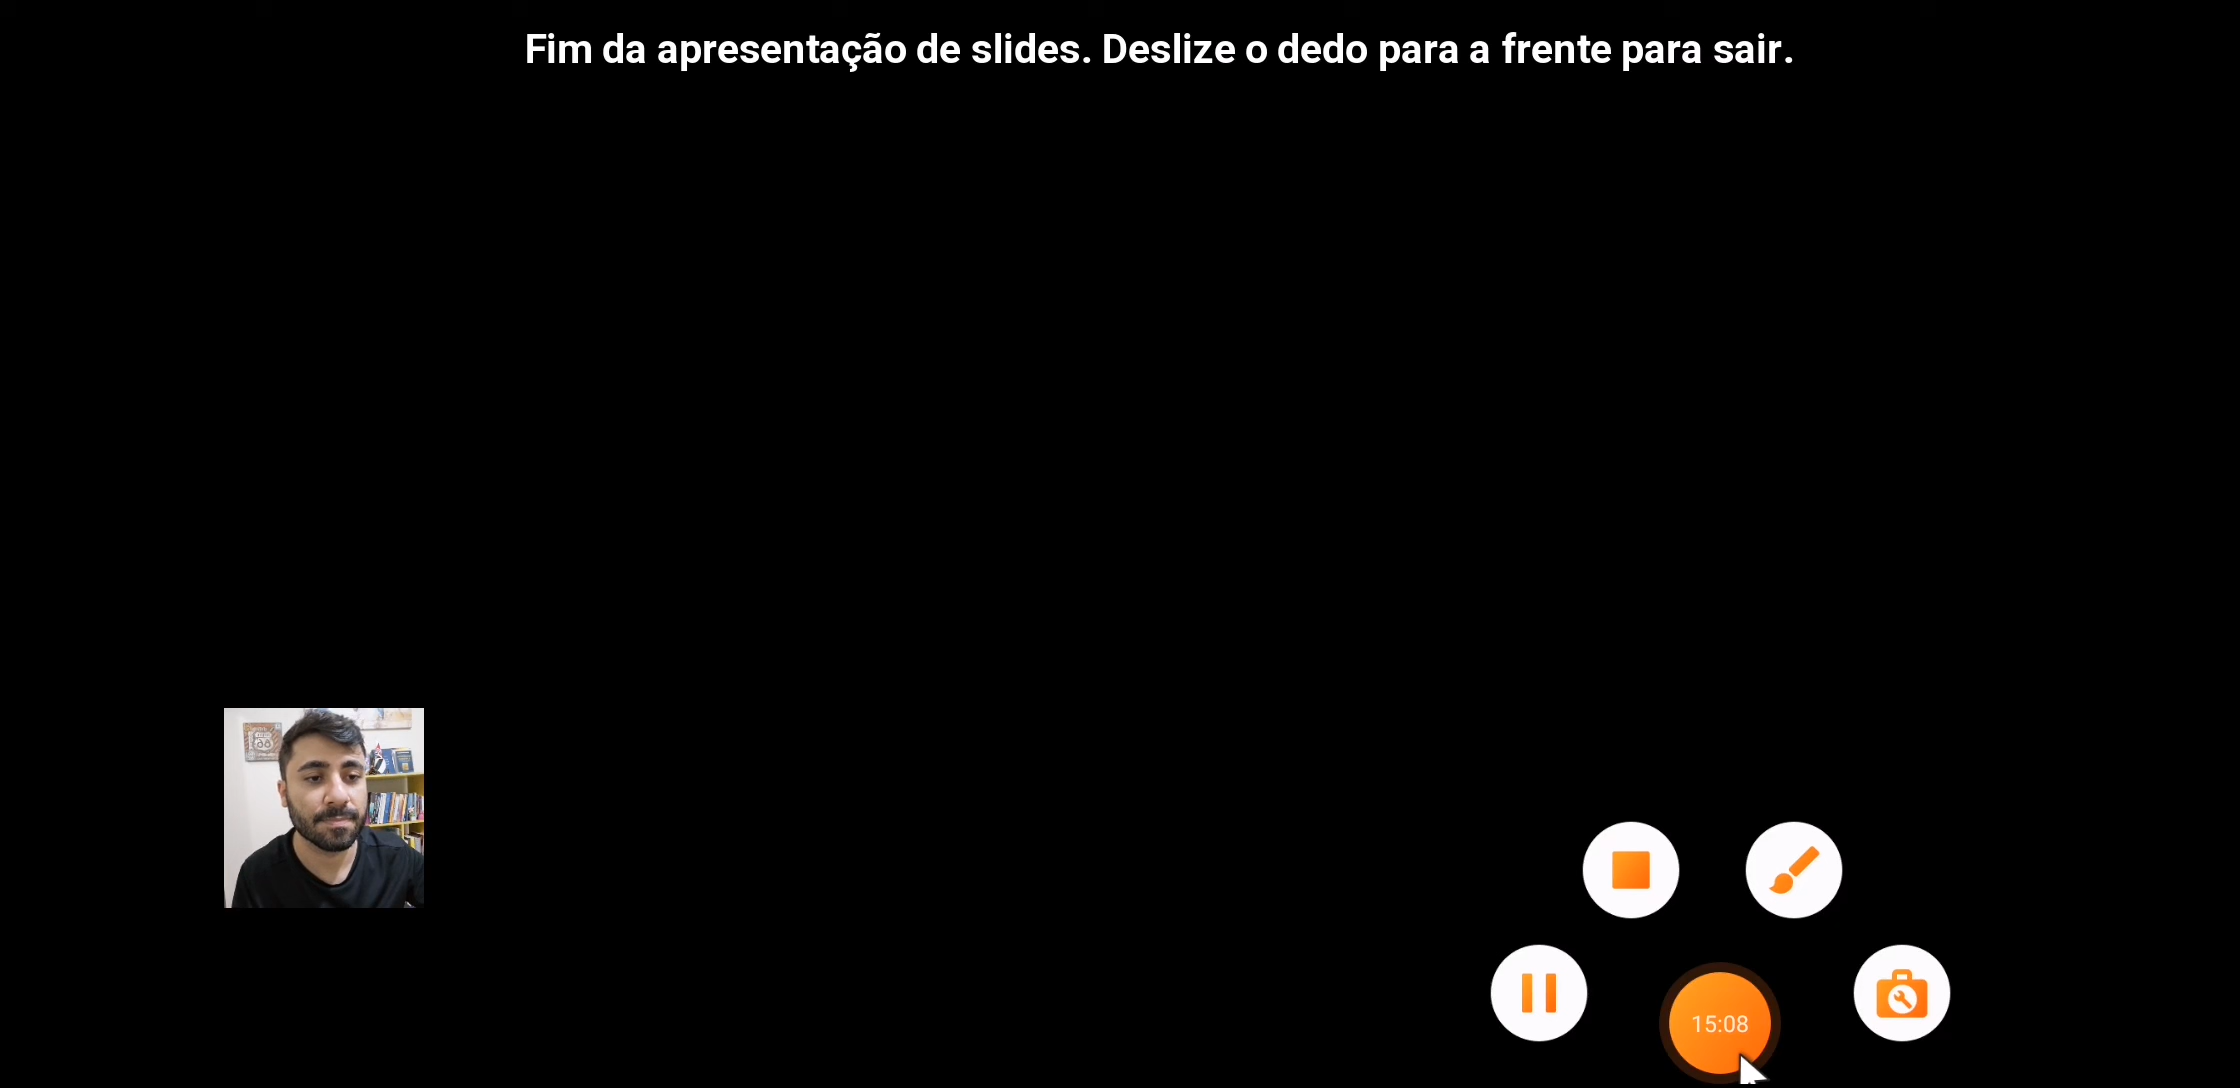 Fim da apresentação de slides. Deslize o dedo para a frente para sair.
15:08